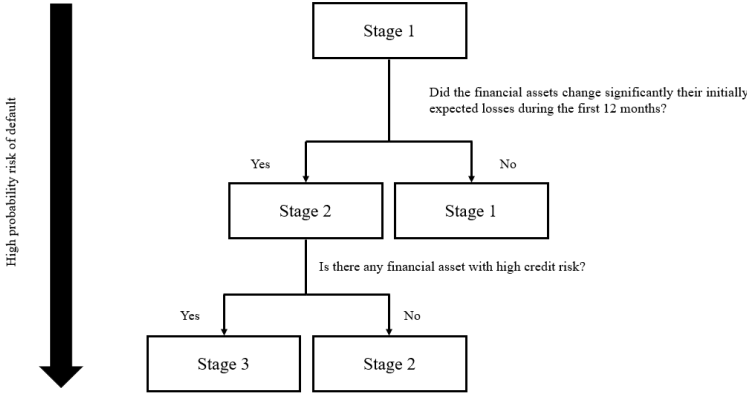 Stage 1
Did the financial assets change significantly their initially
expected losses during the first 12 months?
High probability risk of default
Yes
No
Stage 2
Stage 1
Is there any financial asset with high credit risk?
Yes
No
Stage 3
Stage 2